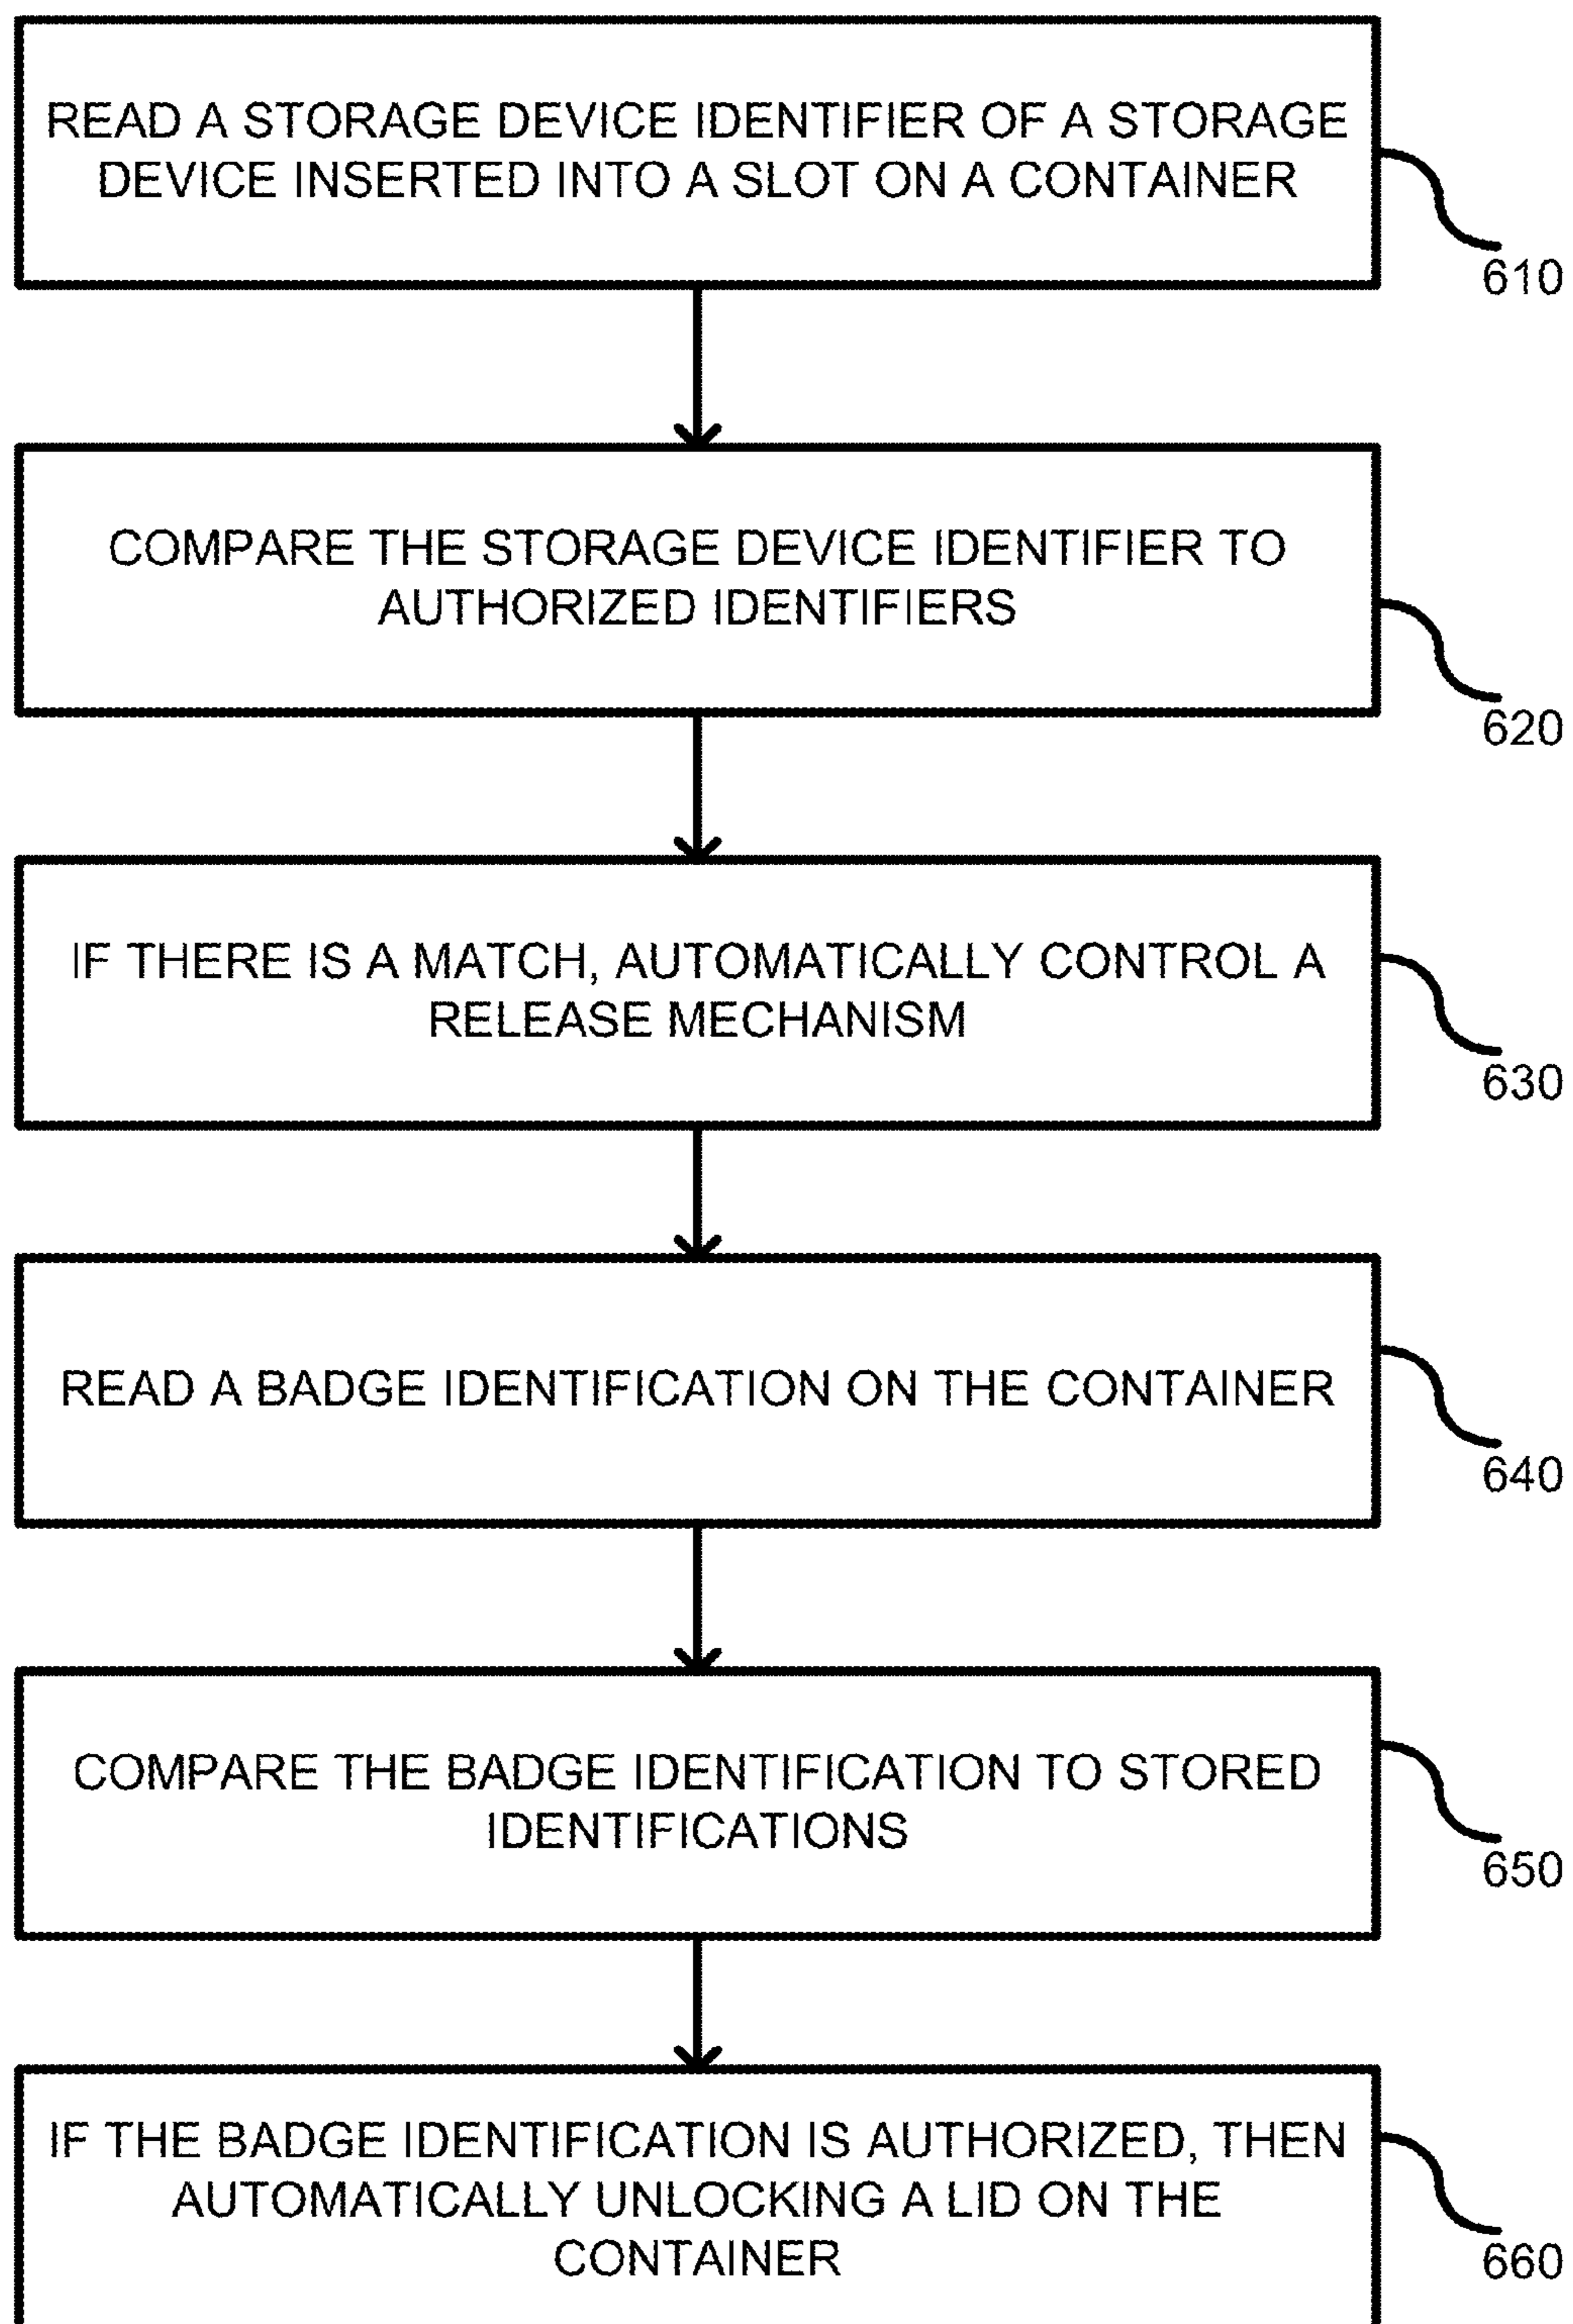 READ A STORAGE DEVICE IDENTIFIER OF A STORAGE
DEVICE INSERTED INTO A SLOT ON A CONTAINER
610
COMPARE THE STORAGE DEVICE IDENTIFIER TO
AUTHORIZED IDENTIFIERS
620
IF THERE IS A MATCH, AUTOMATICALLY CONTROL A
RELEASE MECHANISM
630
READ A BADGE IDENTIFICATION ON THE CONTAINER
640
COMPARE THE BADGE IDENTIFICATION TO STORED
IDENTIFICATIONS
650
IF THE BADGE IDENTIFICATION IS AUTHORIZED, THEN
AUTOMATICALLY UNLOCKING A LID ON THE
CONTAINER
660